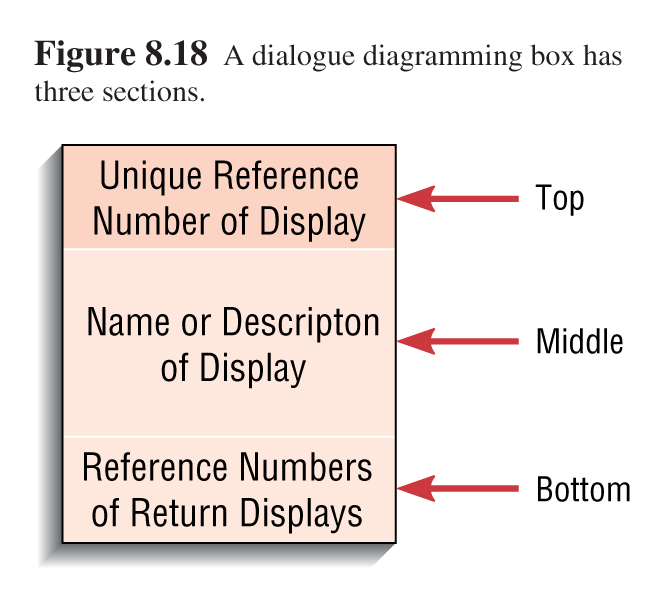 Figure 8.18 A dialogue diagramming box has
three sections.
Unique Reference
Number of Display
Top
Name or Descripton
of Display
Middle
Reference Numbers
of Return Displays
Bottom